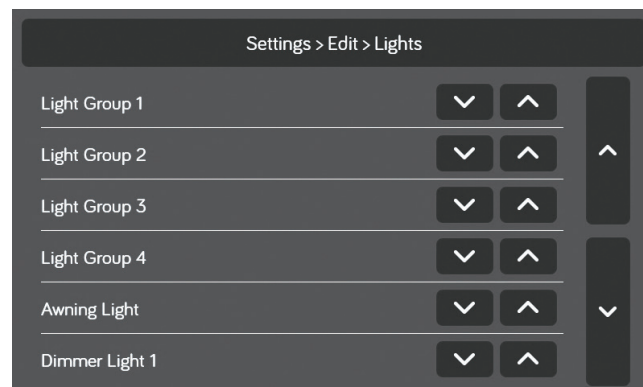 Settings > Edit > Lights
Light Group 1
Light Group 2
Light Group 3
Light Group 4
Awning Light
Dimmer Light 1